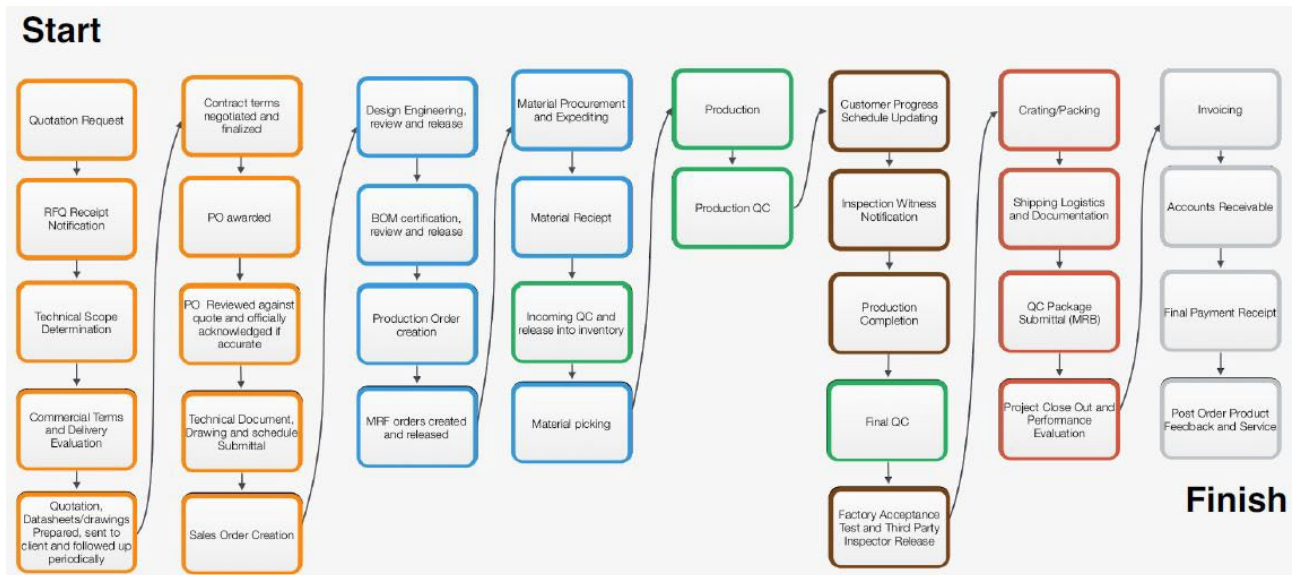 Start
Quotation Request
RFQ Receipt
Notification
Technical Scope
Determination
Commercial Terms
and Delivery
Evaluation
Quotation,
Datasheets/drawings
Prepared, sent to
client and followed up
periodically
Contract terms
negotiated and
finalized
PO awarded
PO Reviewed against
quote and officially
acknowledged if
accurate
Technical Document,
Drawing and schedule
Submittal
Sales Order Creation
Design Engineering,
review and release
BOM certification,
review and release
Production Order
creation
MRF orders created
and released
Material Procurement
and Expediting
Material Reciept
Incoming QC and
release into inventory
Material picking
Production
Production QC
Customer Progress
Schedule Updating
Inspection Witness
Notification
Production
Completion
Final QC
Factory Acceptance
Test and Third Party
Inspector Release
Crating/Packing
Shipping Logistics
and Documentation
QC Package
Submittal (MRB)
Project Close Out and
Performance
Evaluation
Invoicing
Accounts Receivable
Final Payment Receipt
Post Order Product
Feedback and Service
Finish